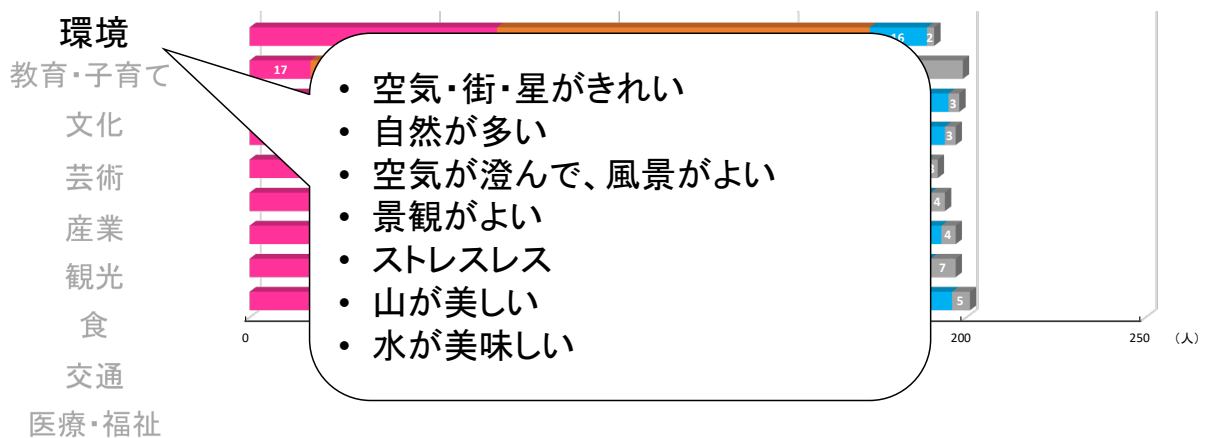 環境
16 2
教育・子育て
17
• 空気・街・星がきれい
文化
3
• 自然が多い
3
芸術
• 空気が澄んで、風景がよい
産業
4
• 景観がよい
4
観光
• ストレスレス
7
食
• 山が美しい
5
0
• 水が美味しい
200
250
(人)
交通
医療・福祉